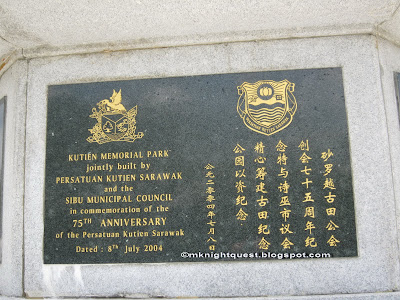 KUTIEN MEMORIAL PARK
jointly built by
PERSATUAN KUTIEN SARAWAK
and the
SIBU MUNICIPAL COUNCIL
in commemoration of the
75TH ANNIVERSARY
of the Persatuan Kutien Sarawak
Dated : 8th July 2004
砂罗越古田公会
创会七十五周年纪
念特与诗巫市议会
精心筹建古田纪念
公园以资纪念
公元二零零四年七月八日
©mknightquest.blogspot.com